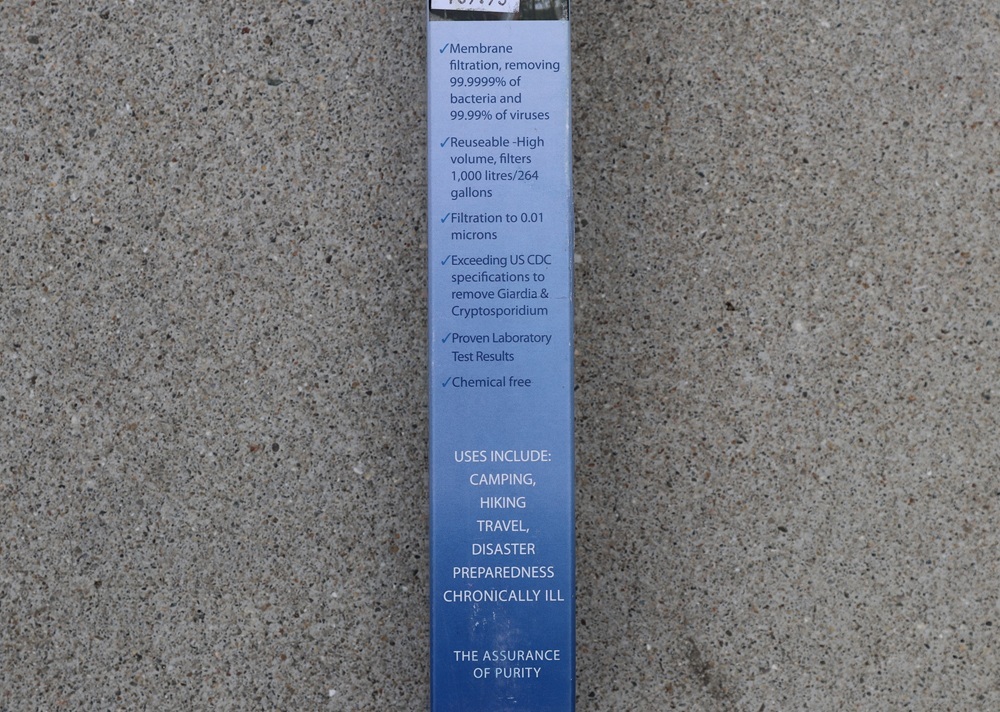 ✓Membrane
filtration, removing
99.9999% of
bacteria and
99.99% of viruses
✓Reuseable -High
volume, filters
1,000 litres/264
gallons
✓Filtration to 0.01
microns
✓Exceeding US CDC
specifications to
remove Giardia &
Cryptosporidium
✓Proven Laboratory
Test Results
✓Chemical free
USES INCLUDE:
CAMPING,
HIKING
TRAVEL,
DISASTER
PREPAREDNESS
CHRONICALLY ILL
THE ASSURANCE
OF PURITY